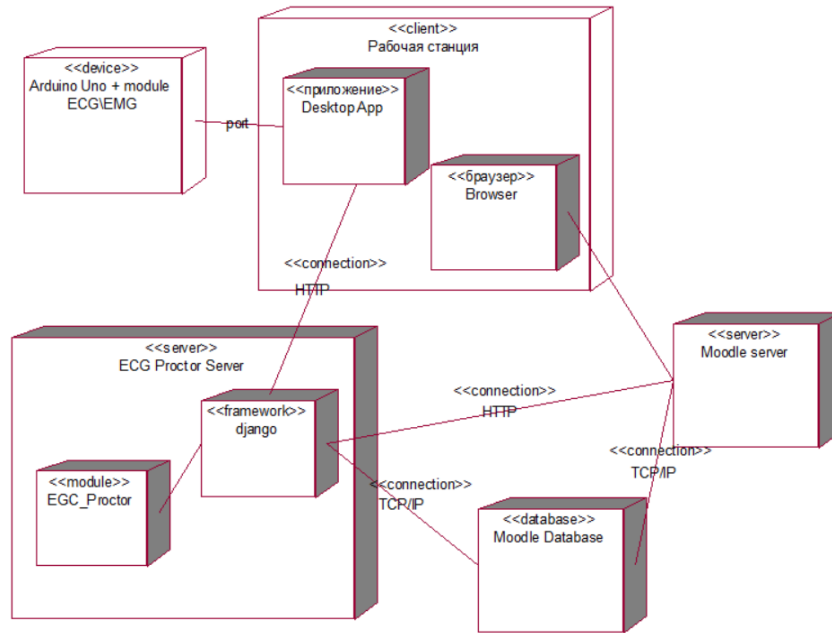 <<client>>
Рабочая станция
<<device>>
Arduino Uno + module
ECG\EMG
port
<<приложение>>
Desktop App
<<браузер>>
Browser
<<connection>>
HTTP
<<server>>
ECG Proctor Server
<<framework>>
django
<<module>>
EGC_Proctor
<<connection>>
HTTP
<<server>>
Moodle server
<<connection>>
TCP/IP
<<connection>>
TCP/IP
<<database>>
Moodle Database